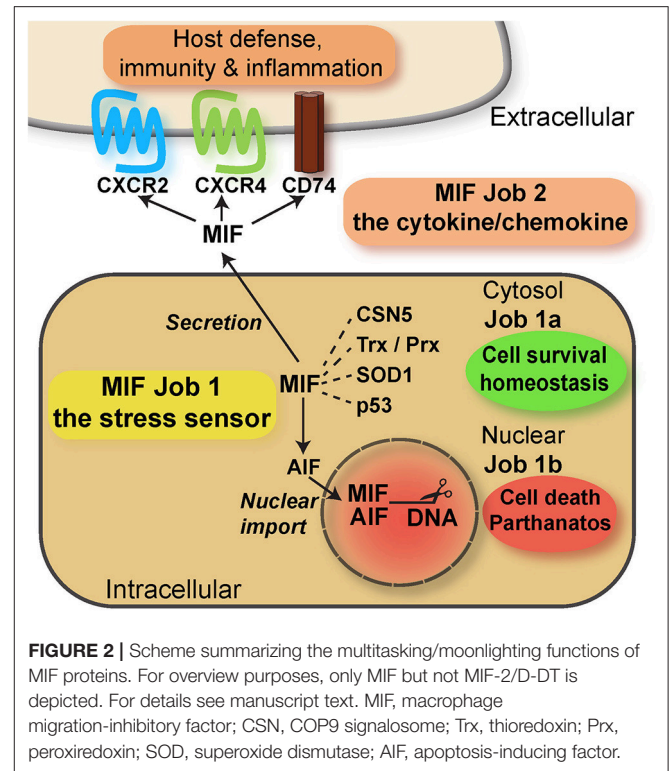 Host defense,
immunity & inflammation
Extracellular
CXCR2 CXCR4 CD74
MIF Job 2
the cytokine/chemokine
MIF
Secretion
CSN5
Trx / Prx
MIF
SOD1
p53
Cytosol
Job 1a
Cell survival
homeostasis
MIF Job 1
the stress sensor
AIF
Nuclear
import
MIF
AIF DNA
Nuclear
Job 1b
Cell death
Parthanatos
Intracellular
FIGURE 2 | Scheme summarizing the multitasking/moonlighting functions of
MIF proteins. For overview purposes, only MIF but not MIF-2/D-DT is
depicted. For details see manuscript text. MIF, macrophage
migration-inhibitory factor; CSN, COP9 signalosome; Trx, thioredoxin; Prx,
peroxiredoxin; SOD, superoxide dismutase; AIF, apoptosis-inducing factor.